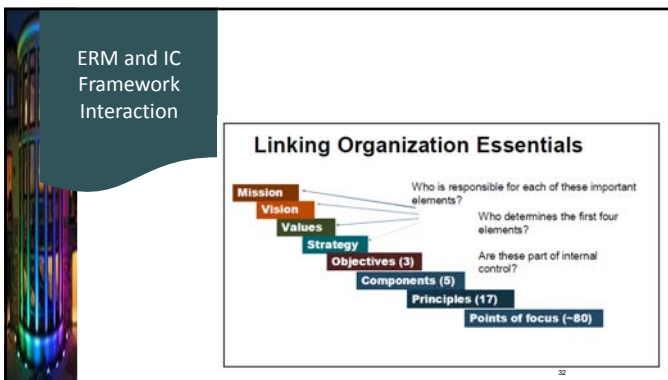 ERM and IC
Framework
Interaction
Linking Organization Essentials
Mission
Vision
Values
Strategy
Objectives (3)
Components (5)
Principles (17)
Points of focus (~80)
Who is responsible for each of these important
elements?
Who determines the first four
elements?
Are these part of internal
control?
32